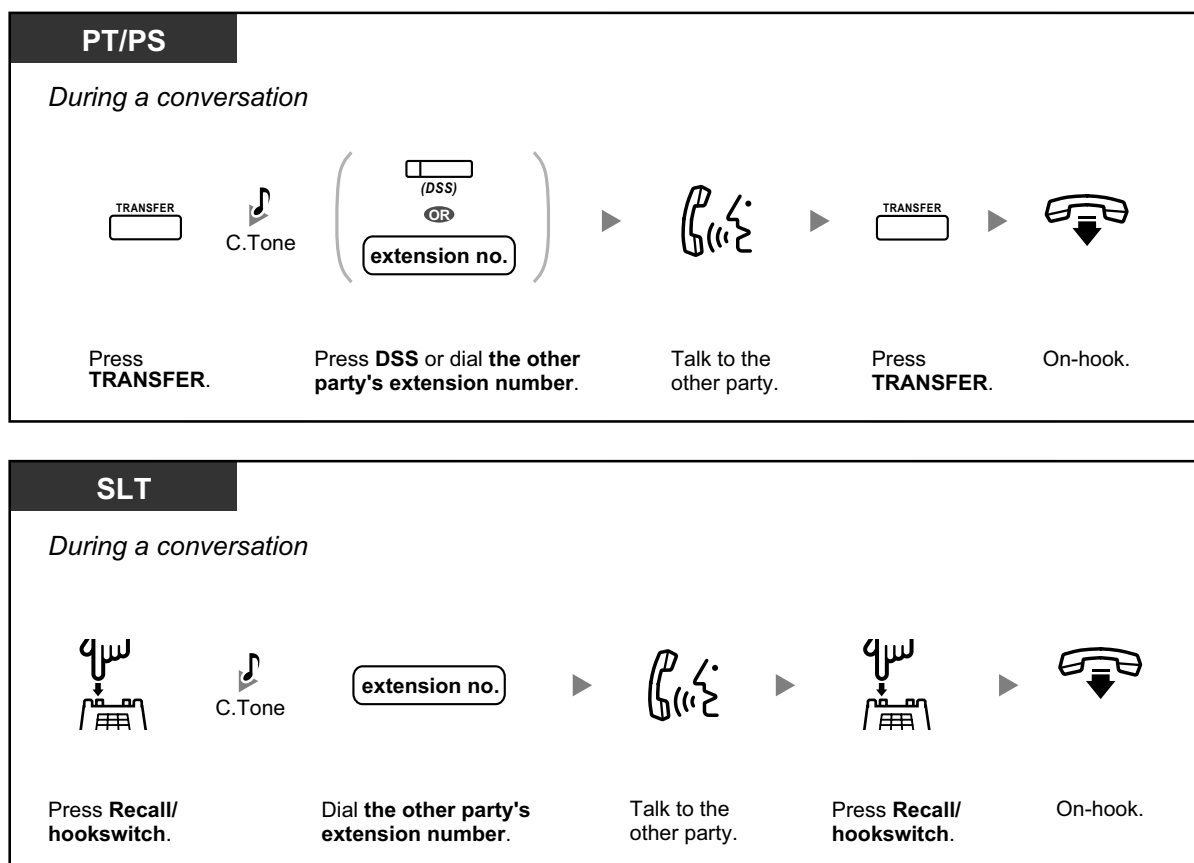 PT/PS
During a conversation
TRANSFER
C.Tone
(DSS)
OR
extension no.
TRANSFER
Press
TRANSFER.
Press DSS or dial the other
party's extension number.
Talk to the
other party.
Press
TRANSFER.
On-hook.
SLT
During a conversation
C.Tone
extension no.
Press Recall/
hookswitch.
Dial the other party's
extension number.
Talk to the
other party.
Press Recall/
hookswitch.
On-hook.